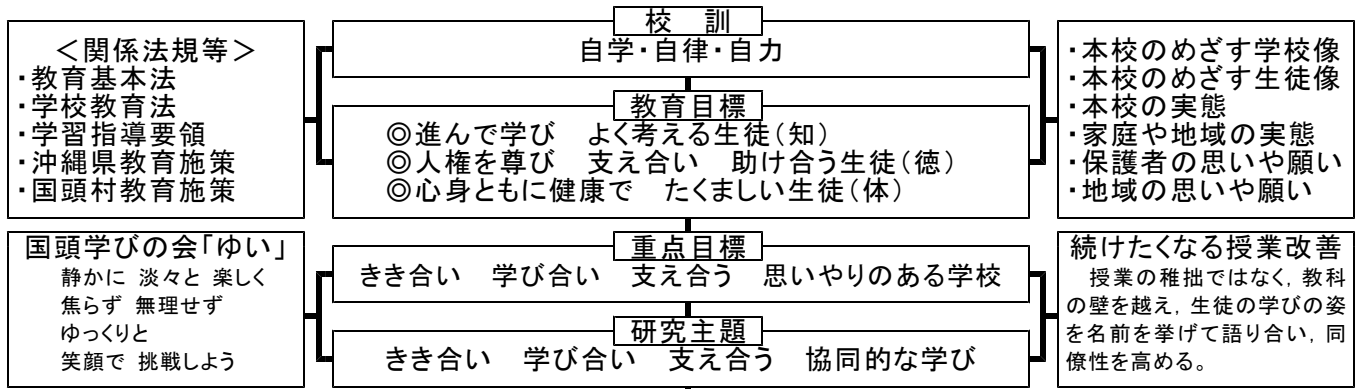 校 訓
自学・自律・自力
＜関係法規等＞
・教育基本法
・学校教育法
・学習指導要領
・沖縄県教育施策
・国頭村教育施策
教育目標
◎進んで学び よく考える生徒(知)
◎人権を尊び 支え合い 助け合う生徒(徳)
◎心身ともに健康で たくましい生徒(体)
・本校のめざす学校像
・本校のめざす生徒像
・本校の実態
・家庭や地域の実態
・保護者の思いや願い
・地域の思いや願い
国頭学びの会「ゆい」
静かに 淡々と 楽しく
焦らず 無理せず
ゆっくりと
笑顔で 挑戦しよう
重点目標
きき合い 学び合い 支え合う 思いやりのある学校
研究主題
きき合い 学び合い 支え合う 協同的な学び
続けたくなる授業改善
授業の稚拙ではなく, 教科
の壁を越え, 生徒の学びの姿
を名前を挙げて語り合い, 同
僚性を高める。